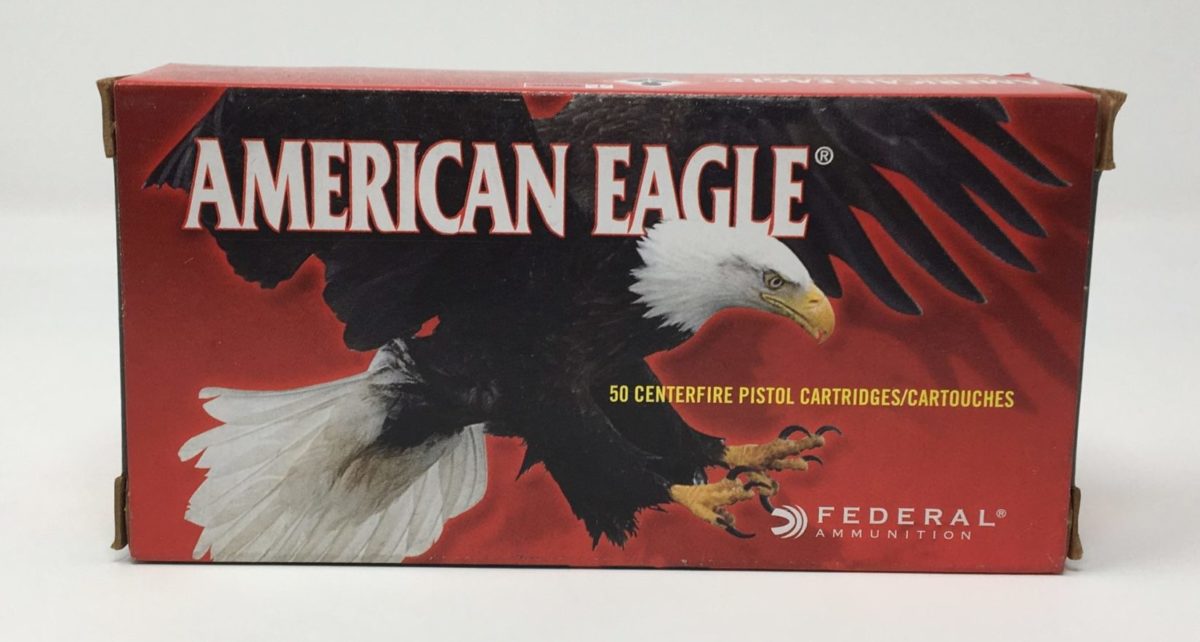 AMERICAN EAGLE®
50 CENTERFIRE PISTOL CARTRIDGES/CARTOUCHES
FEDERAL®
AMMUNITION